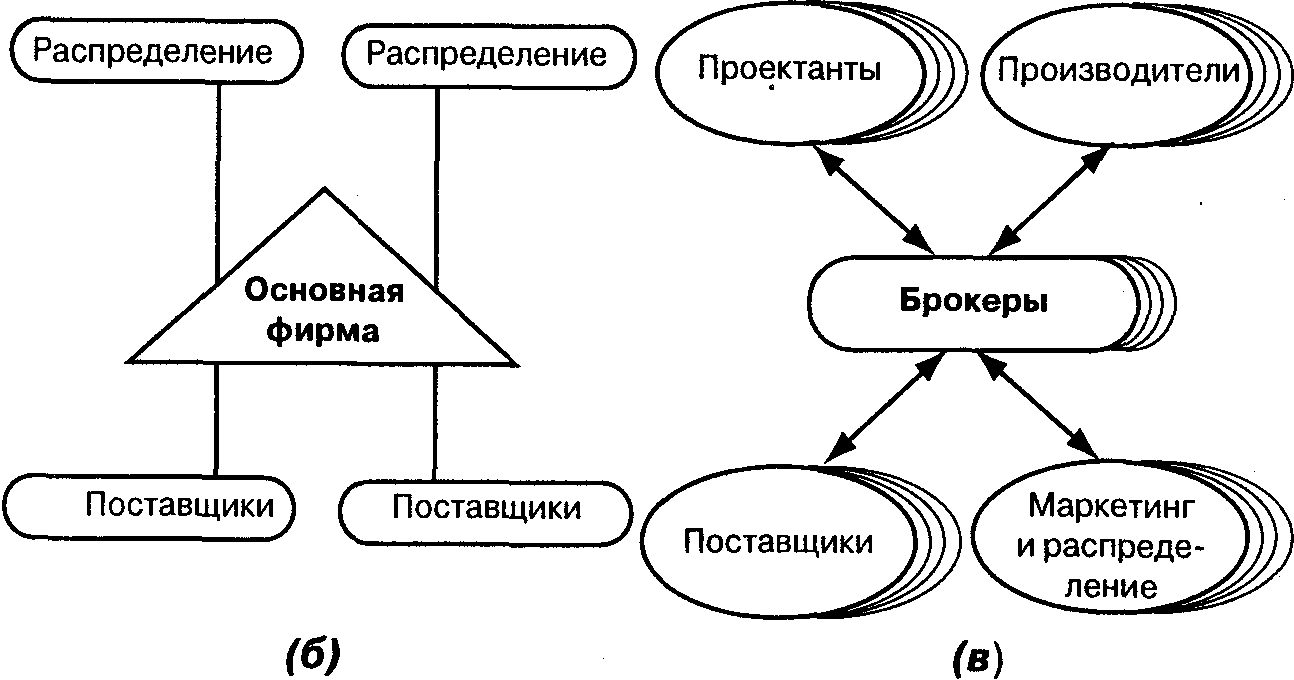 Распределение
Распределение
Основная
фирма
Поставщики
Поставщики
(б)
Проектанты
Производители
Брокеры
Поставщики
Маркетинг
и распреде-
ление
(в)